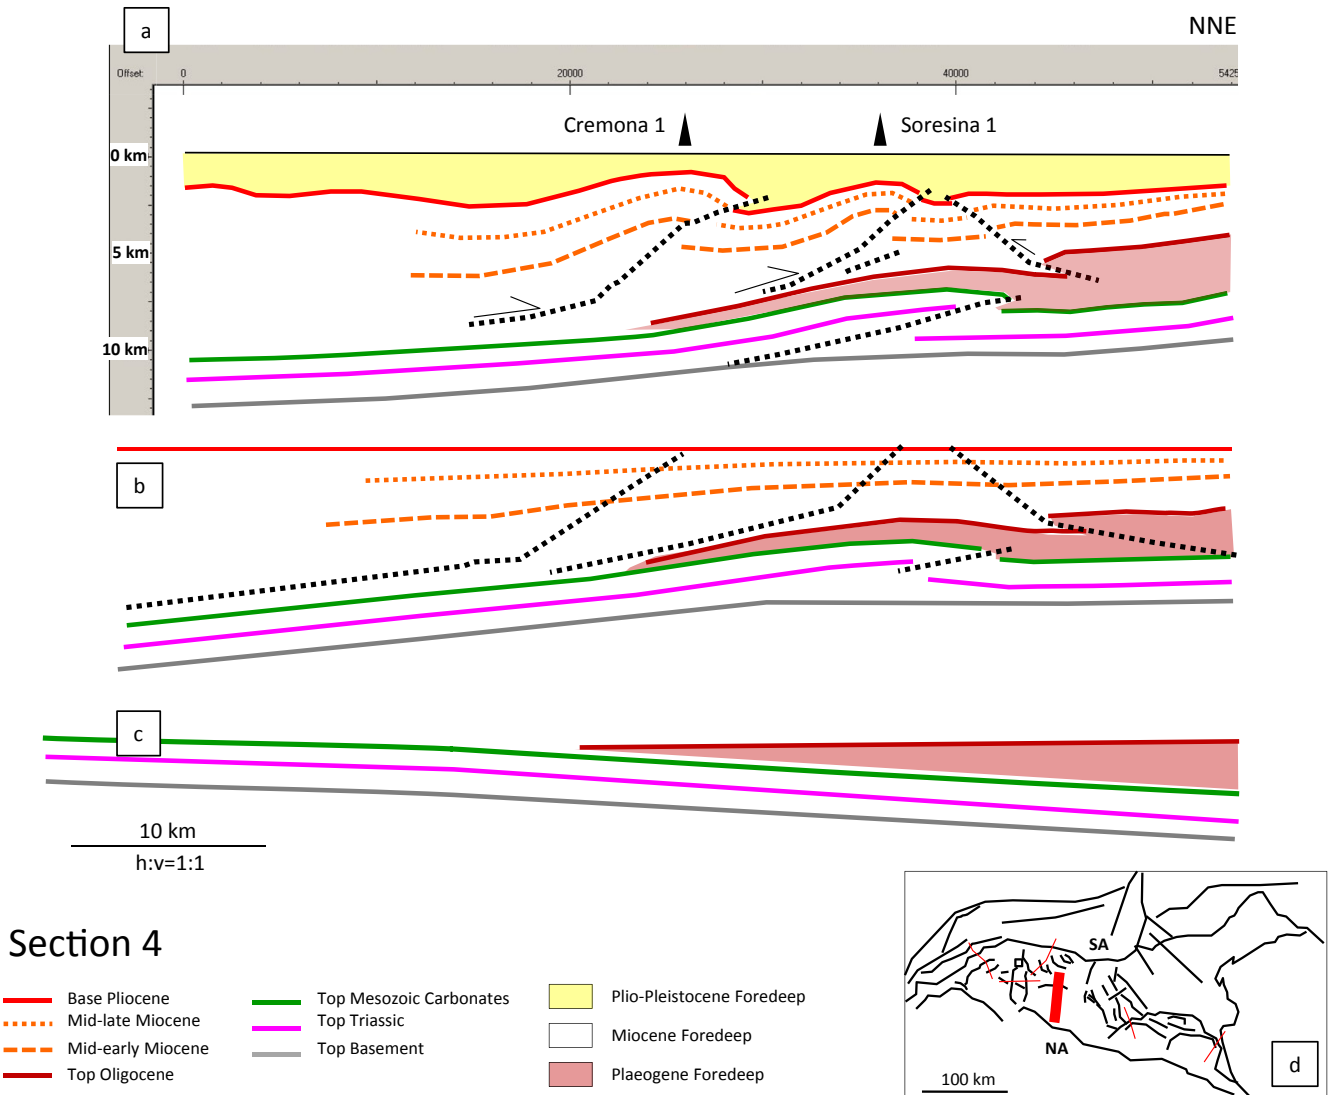 a
NNE
Offset:
0
20000
40000
5425
Cremona 1
Soresina 1
0 km
5 km
10 km
b
c
10 km
h:v=1:1
Section 4
Base Pliocene
Mid-late Miocene
Mid-early Miocene
Top Oligocene
Top Mesozoic Carbonates
Top Triassic
Top Basement
Plio-Pleistocene Foredeep
Miocene Foredeep
Plaeogene Foredeep
SA
NA
100 km
d